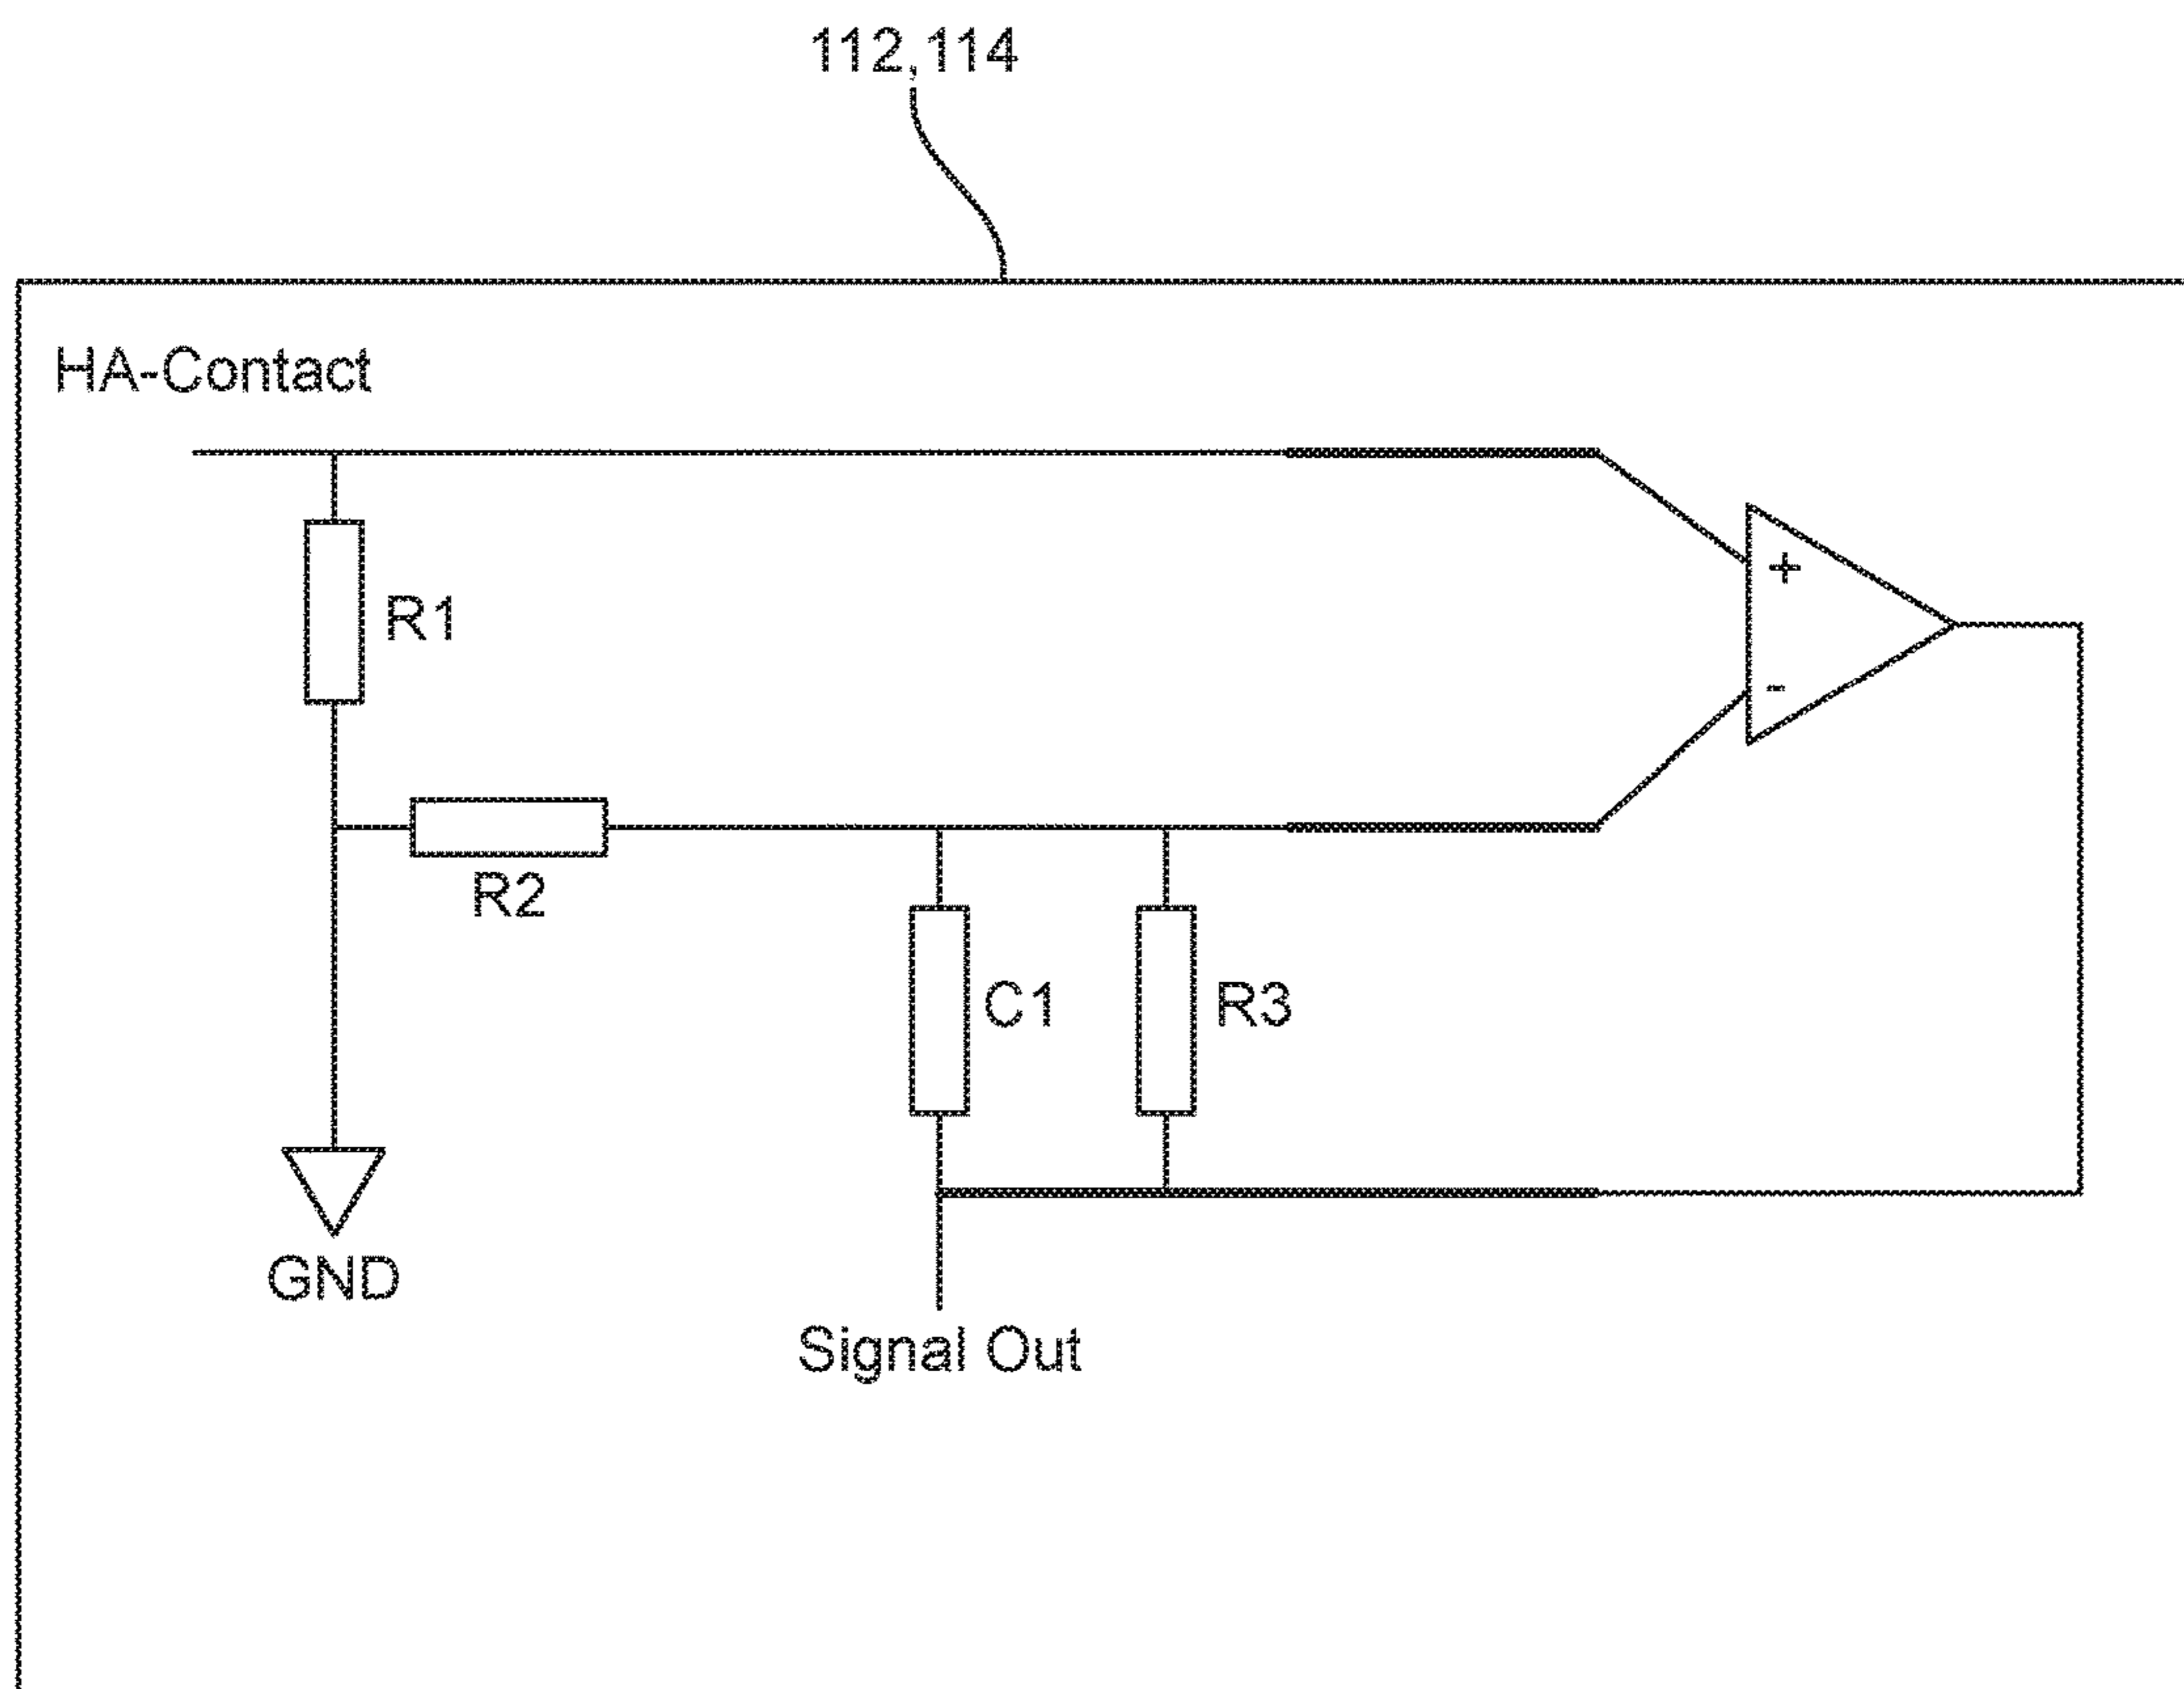 112,114
HA-Contact
+
R1
-
R2
C1
R3
GND
Signal Out